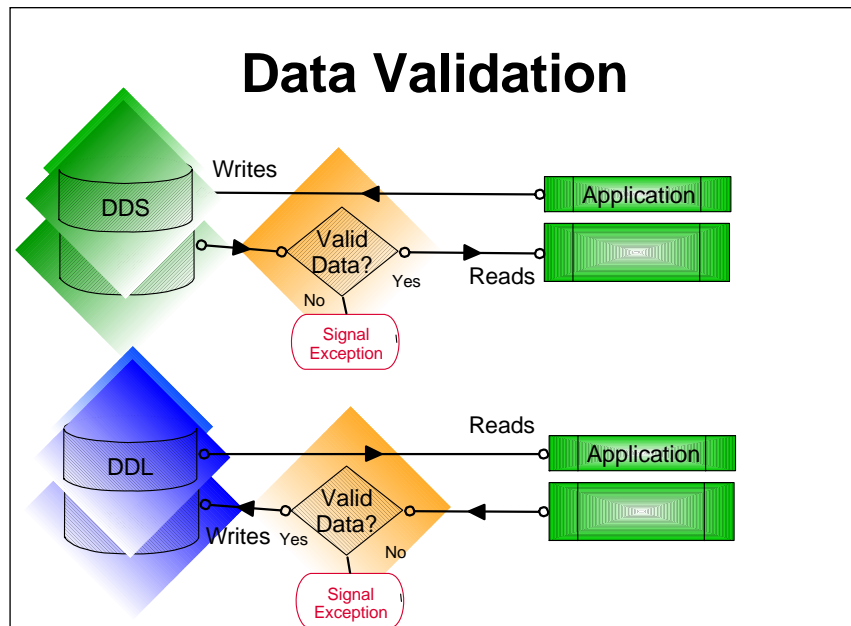 Data Validation
Writes
DDS
Application
Valid
Data?
Yes
Reads
No
Signal
Exception
Reads
DDL
Application
Valid
Data?
Writes
Yes
No
Signal
Exception